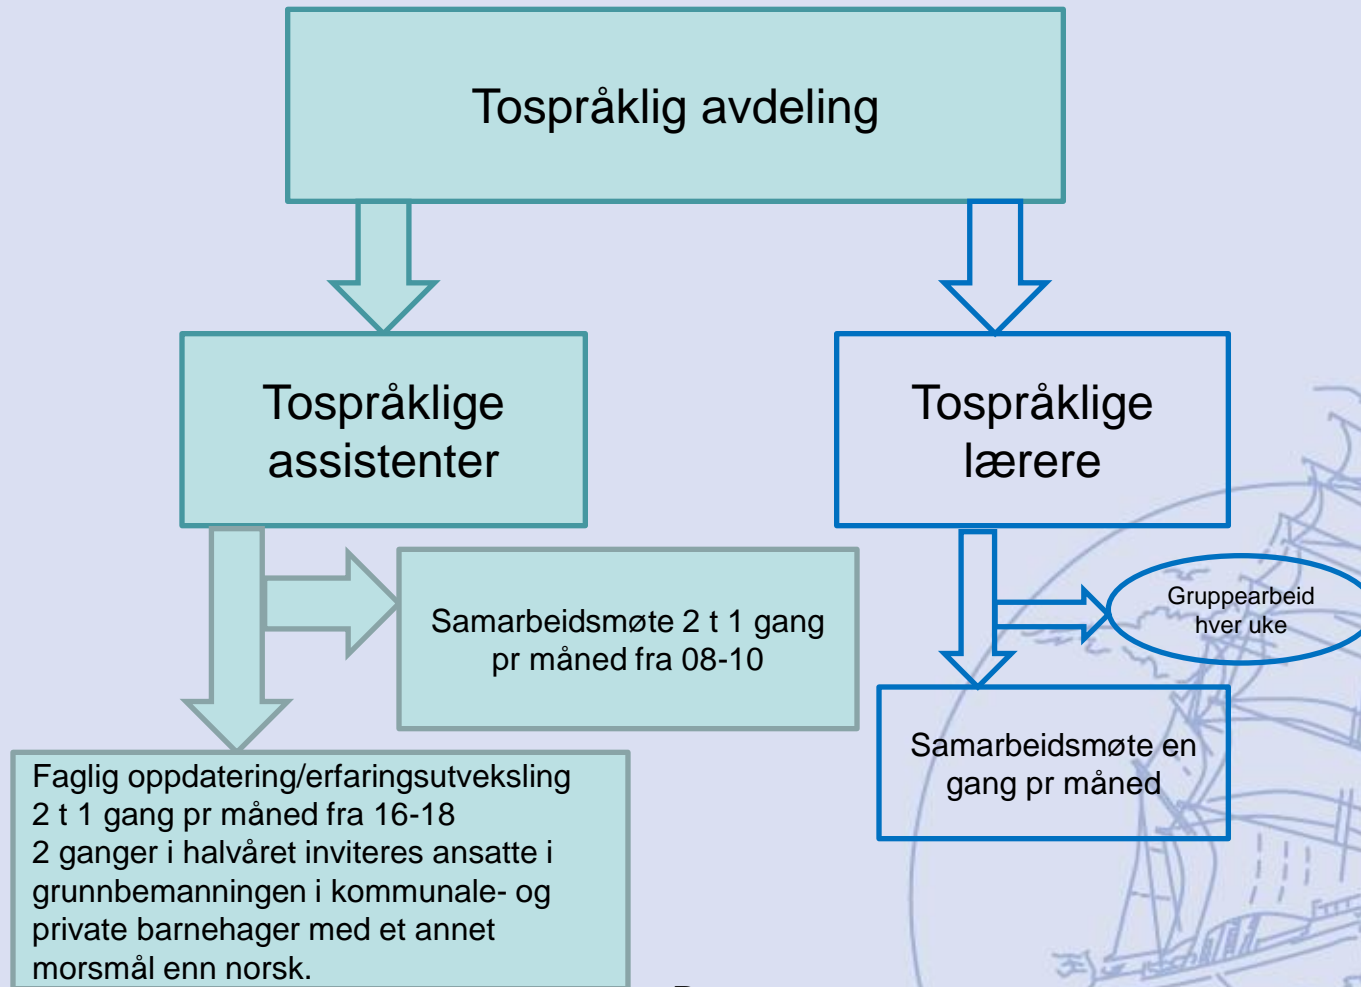 Tospråklig avdeling
Tospråklige
assistenter
Tospråklige
lærere
Samarbeidsmøte 2 t 1 gang
pr måned fra 08-10
Gruppearbeid
hver uke
Samarbeidsmøte en
gang pr måned
Faglig oppdatering/erfaringsutveksling
2 t 1 gang pr måned fra 16-18
2 ganger i halvåret inviteres ansatte i
grunnbemanningen i kommunale- og
private barnehager med et annet
morsmål enn norsk.